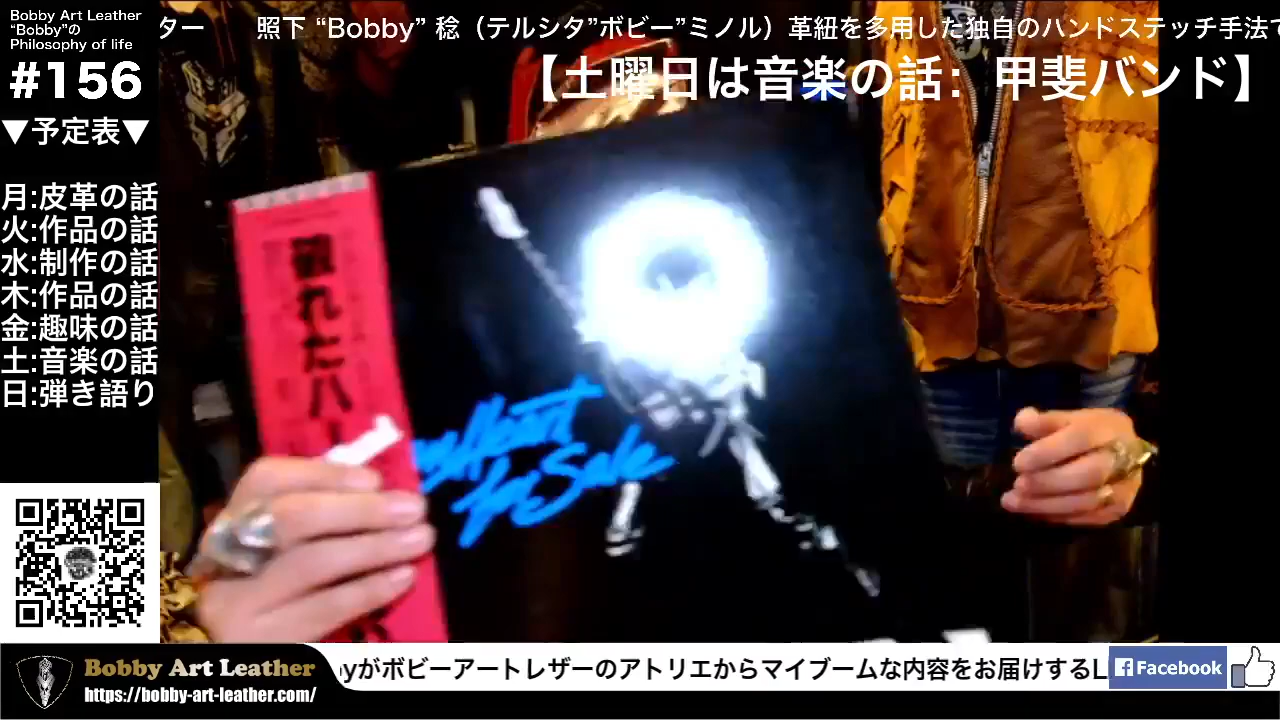 Bobby Art Leather
"Bobby"の
Philosophy of life
#156
▼予定表▼
月:皮革の話
火:作品の話
水:制作の話
木:作品の話
金:趣味の話
土:音楽の話
日:弾き語り
ター 照下 “Bobby” 稔（テルシタ”ボビー”ミノル）革紐を多用した独自のハンドステッチ手法で
【土曜日は音楽の話：甲斐バンド】
破れたハ
Heart
for Sale
Bobby Art Leather
https://bobby-art-leather.com/
yがボビーアートレザーのアトリエからマイブームな内容をお届けするL
Facebook